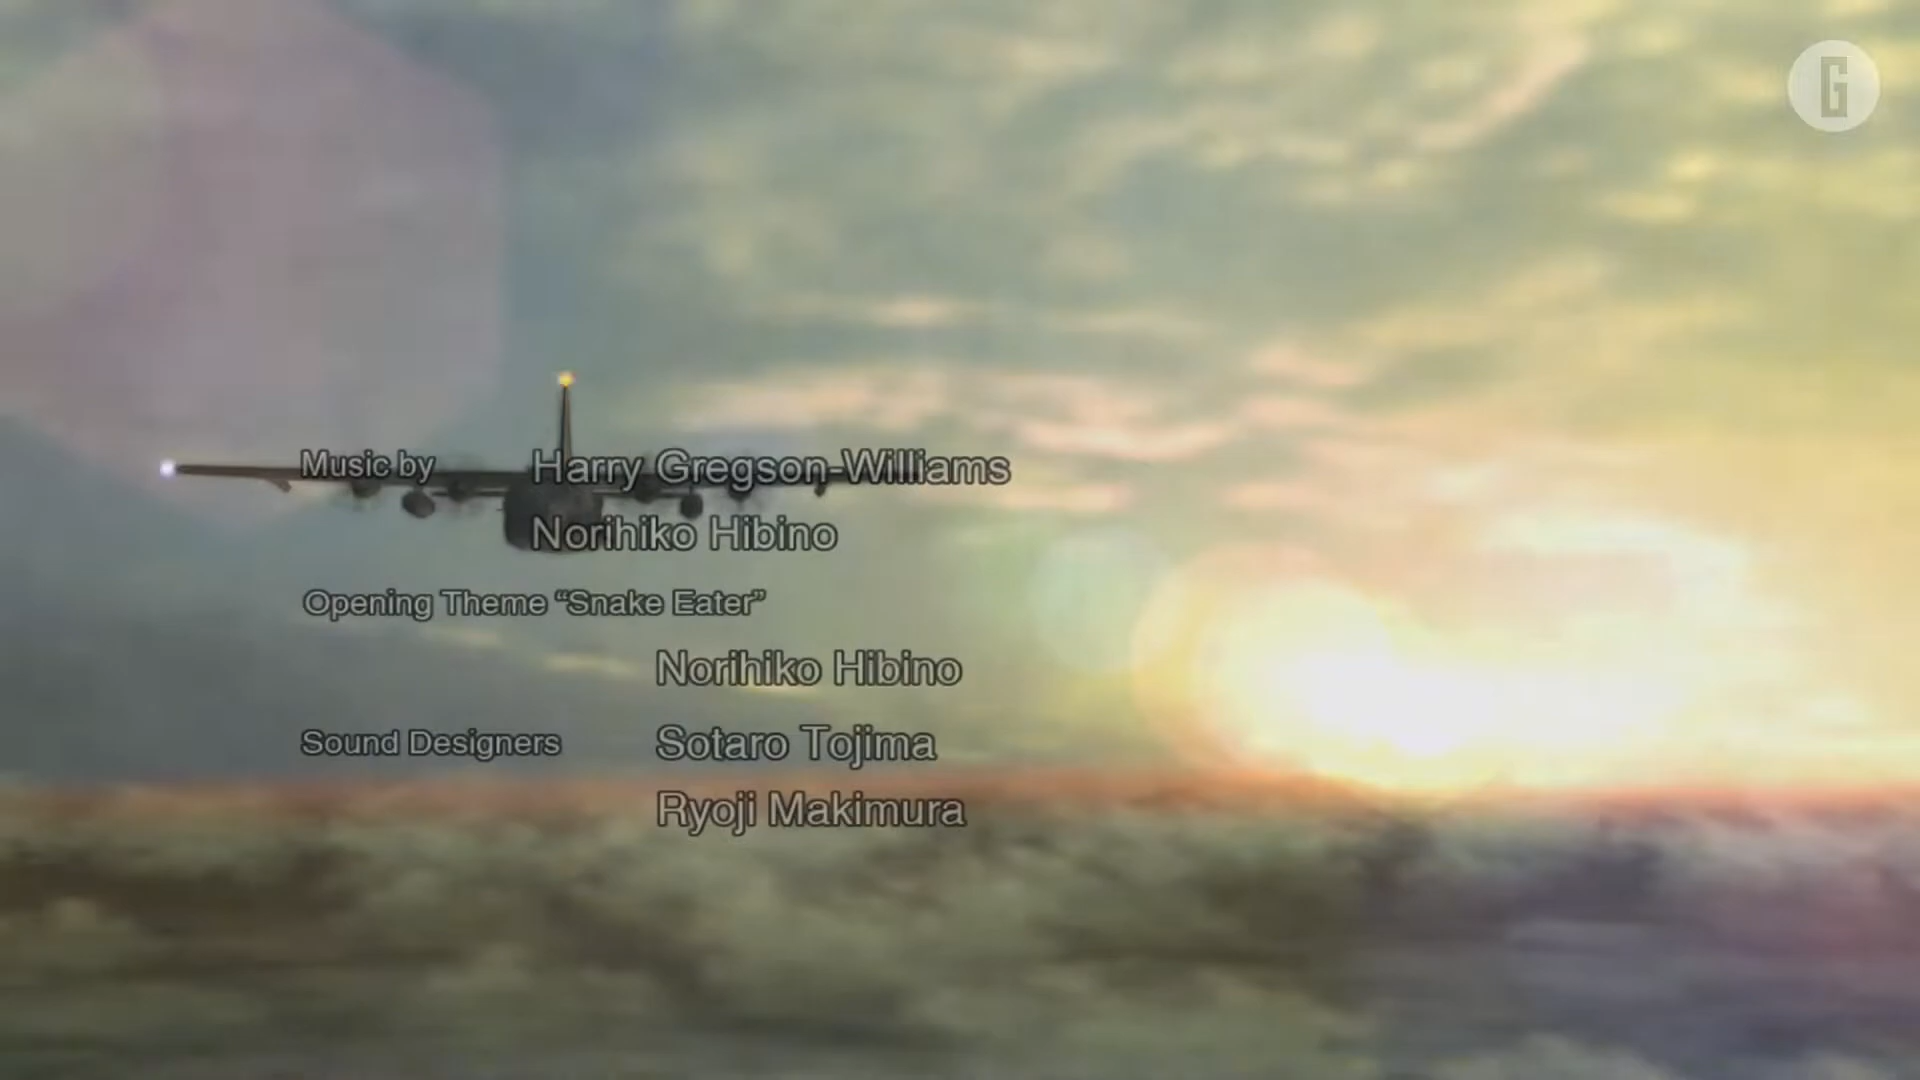 G
Music by Harry Gregson-Williams
Norihiko Hibino
Opening Theme “Snake Eater”
Norihiko Hibino
Sound Designers Sotaro Tojima
Ryoji Makimura